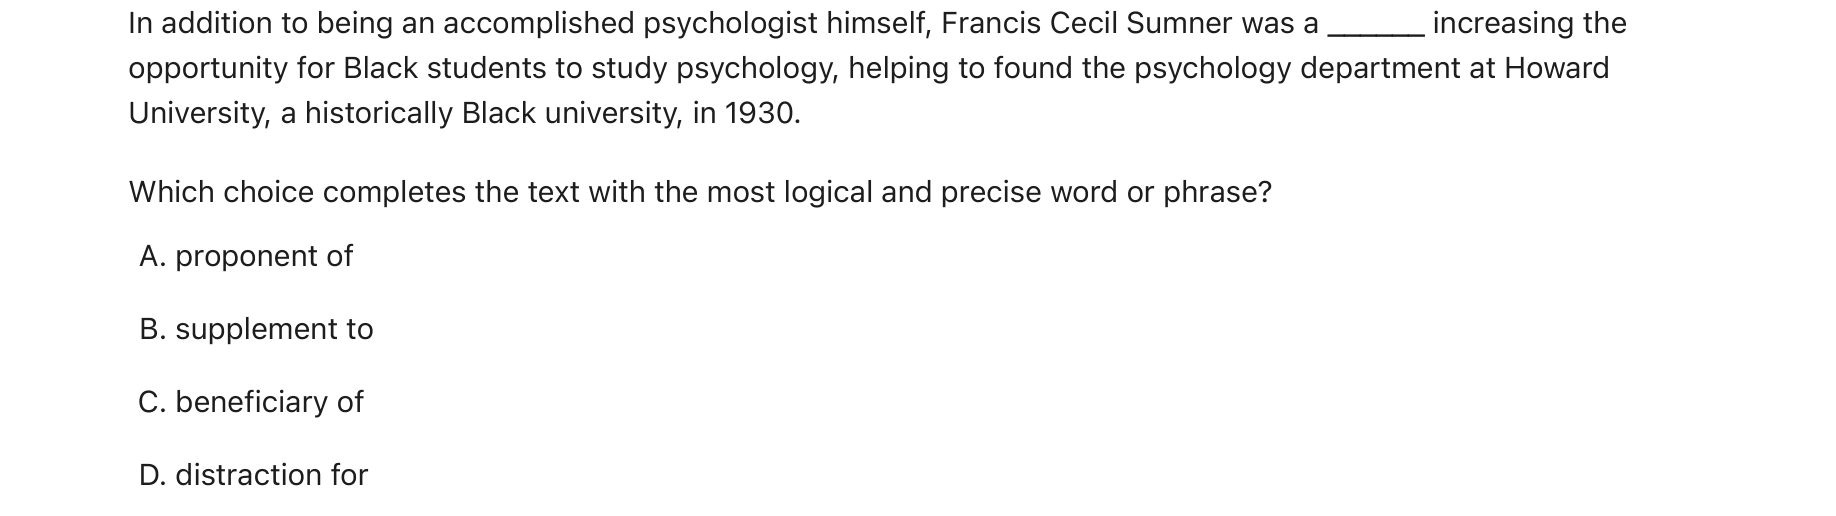 In addition to being an accomplished psychologist himself, Francis Cecil Sumner was a ______ increasing the
opportunity for Black students to study psychology, helping to found the psychology department at Howard
University, a historically Black university, in 1930.
Which choice completes the text with the most logical and precise word or phrase?
A. proponent of
B. supplement to
C. beneficiary of
D. distraction for